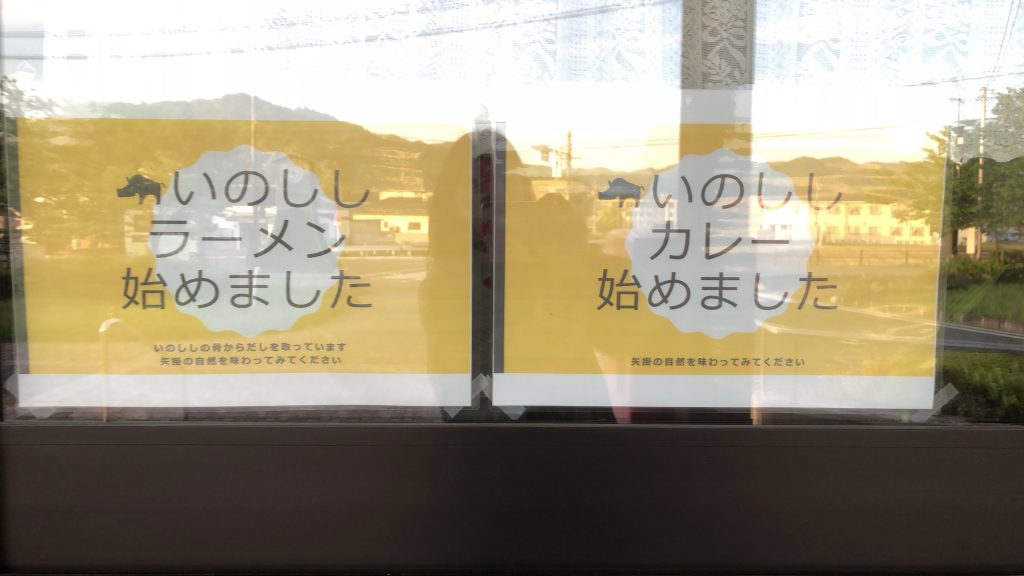 いのしし
ラーメン
始めました
いのししの骨からだしを取っています
矢掛の自然を味わってみてください
いのしし
カレー
始めました
矢掛の自然を味わってみてください